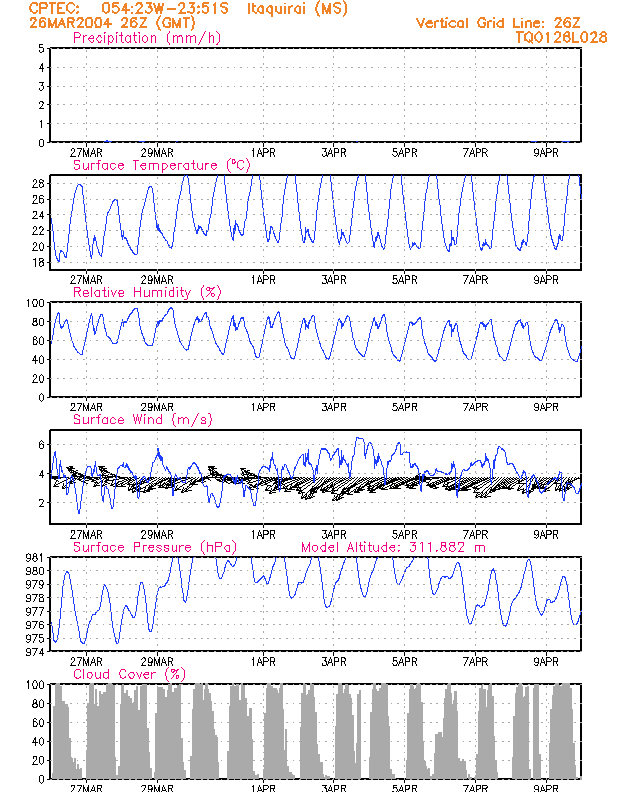 CPTEC: 054:23W-23:51S Itaquirai (MS)
26MAR2004 26Z (GMT) Vertical Grid Line: 26Z
Precipitation (mm/h) TQ0126L028
5
4
3
2
1
0
27MAR 29MAR 1APR 3APR 5APR 7APR 9APR
Surface Temperature (°C)
28
26
24
22
20
18
27MAR 29MAR 1APR 3APR 5APR 7APR 9APR
Relative Humidity (%)
100
80
60
40
20
0
27MAR 29MAR 1APR 3APR 5APR 7APR 9APR
Surface Wind (m/s)
6
4
2
27MAR 29MAR 1APR 3APR 5APR 7APR 9APR
Surface Pressure (hPa) Model Altitude: 311.882 m
981
980
979
978
977
976
975
974
27MAR 29MAR 1APR 3APR 5APR 7APR 9APR
Cloud Cover (%)
100
80
60
40
20
0
27MAR 29MAR 1APR 3APR 5APR 7APR 9APR